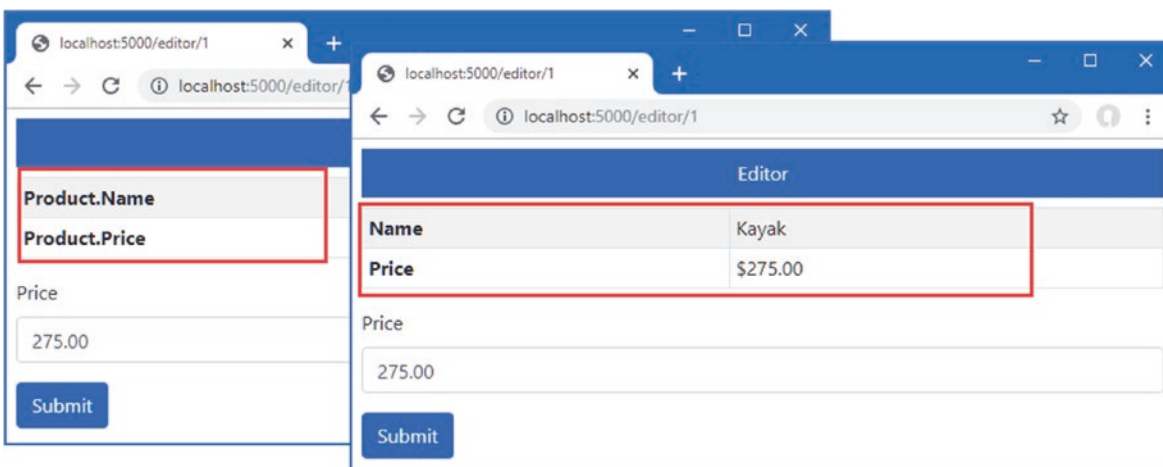 localhost:5000/editor/1
localhost:5000/editor/1
Product.Name
Product.Price
Price
275.00
Submit
localhost:5000/editor/1
localhost:5000/editor/1
Editor
Name Kayak
Price $275.00
Price
275.00
Submit